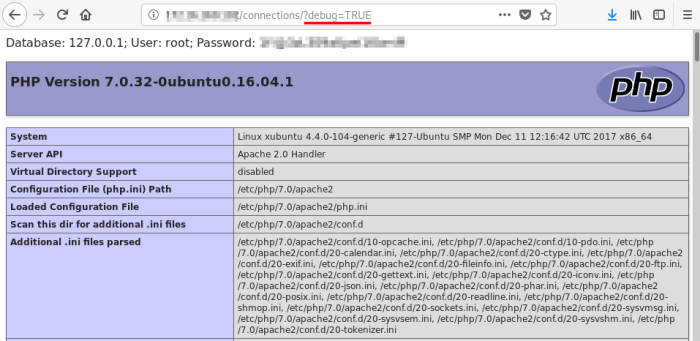 /connections/?debug=TRUE
Database: 127.0.0.1; User: root; Password:
PHP Version 7.0.32-0ubuntu0.16.04.1
php
System Linux xubuntu 4.4.0-104-generic #127-Ubuntu SMP Mon Dec 11 12:16:42 UTC 2017 x86_64
Server API Apache 2.0 Handler
Virtual Directory Support disabled
Configuration File (php.ini) Path /etc/php/7.0/apache2
Loaded Configuration File /etc/php/7.0/apache2/php.ini
Scan this dir for additional .ini files /etc/php/7.0/apache2/conf.d
Additional .ini files parsed /etc/php/7.0/apache2/conf.d/10-opcache.ini, /etc/php/7.0/apache2/conf.d/10-pdo.ini, /etc/php
/7.0/apache2/conf.d/20-calendar.ini, /etc/php/7.0/apache2/conf.d/20-ctype.ini, /etc/php/7.0/apache2
/conf.d/20-exif.ini, /etc/php/7.0/apache2/conf.d/20-fileinfo.ini, /etc/php/7.0/apache2/conf.d/20-ftp.ini,
/etc/php/7.0/apache2/conf.d/20-gettext.ini, /etc/php/7.0/apache2/conf.d/20-iconv.ini, /etc/php
/7.0/apache2/conf.d/20-json.ini, /etc/php/7.0/apache2/conf.d/20-phar.ini, /etc/php/7.0/apache2
/conf.d/20-posix.ini, /etc/php/7.0/apache2/conf.d/20-readline.ini, /etc/php/7.0/apache2/conf.d/20-
shmop.ini, /etc/php/7.0/apache2/conf.d/20-sockets.ini, /etc/php/7.0/apache2/conf.d/20-sysvmsg.ini,
/etc/php/7.0/apache2/conf.d/20-sysvsem.ini, /etc/php/7.0/apache2/conf.d/20-sysvshm.ini, /etc/php
/7.0/apache2/conf.d/20-tokenizer.ini